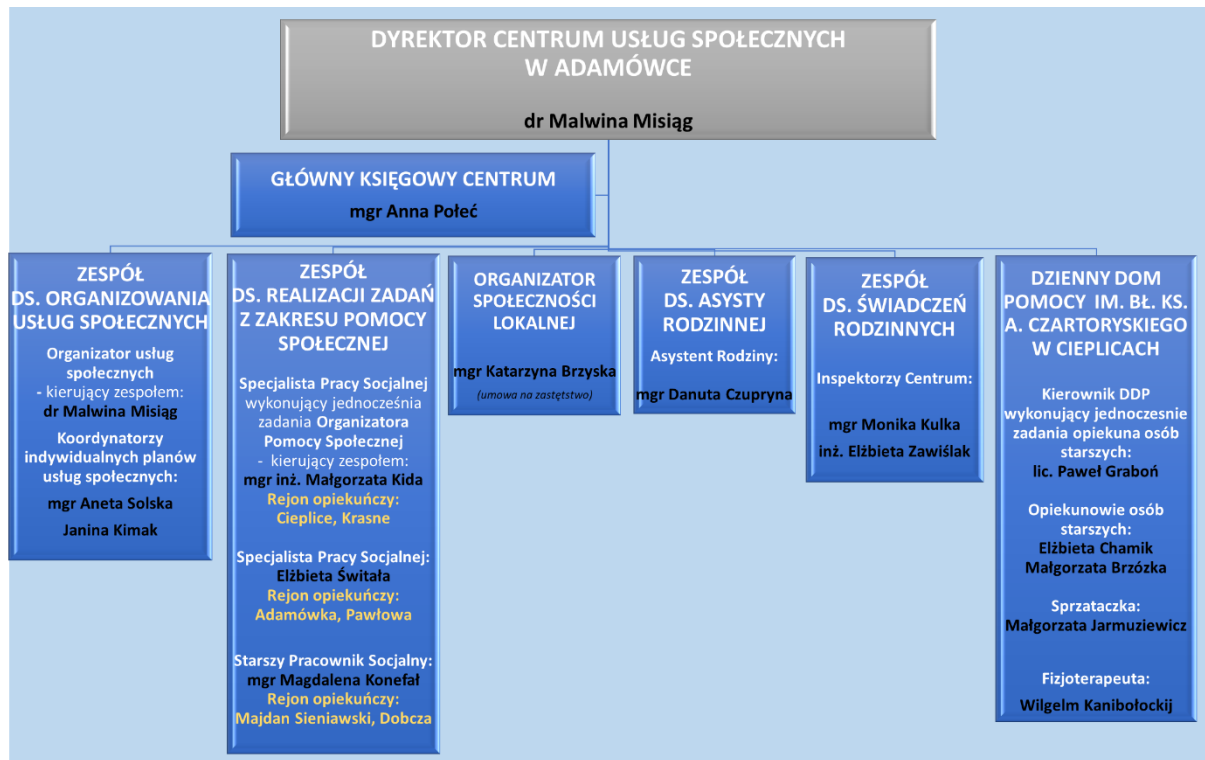 DYREKTOR CENTRUM USŁUG SPOŁECZNYCH
W ADAMÓWCE
dr Malwina Misiąg
GŁÓWNY KSIĘGOWY CENTRUM
mgr Anna Połeć
ZESPÓŁ
DS. ORGANIZOWANIA
USŁUG SPOŁECZNYCH
Organizator usług
społecznych
- kierujący zespołem:
dr Malwina Misiąg
Koordynatorzy
indywidualnych planów
usług społecznych:
mgr Aneta Solska
Janina Kimak
ZESPÓŁ
DS. REALIZACJI ZADAŃ
Z ZAKRESU POMOCY
SPOŁECZNEJ
Specjalista Pracy Socjalnej
wykonujący jednocześnia
zadania Organizatora
Pomocy Społecznej
- kierujący zespołem:
mgr inż. Małgorzata Kida
Rejon opiekuńczy:
Cieplice, Krasne
Specjalista Pracy Socjalnej:
Elżbieta Świtała
Rejon opiekuńczy:
Adamówka, Pawłowa
Starszy Pracownik Socjalny:
mgr Magdalena Konefał
Rejon opiekuńczy:
Majdan Sieniawski, Dobcza
ORGANIZATOR
SPOŁECZNOŚCI
LOKALNEJ
mgr Katarzyna Brzyska
(umowa na zastętstwo)
ZESPÓŁ
DS. ASYSTY
RODZINNEJ
Asystent Rodziny:
mgr Danuta Czupryna
ZESPÓŁ
DS. ŚWIADCZEŃ
RODZINNYCH
Inspektorzy Centrum:
mgr Monika Kulka
inż. Elżbieta Zawiślak
DZIENNY DOM
POMOCY IM. BŁ. KS.
A. CZARTORYSKIEGO
W CIEPLICACH
Kierownik DDP
wykonujący jednoczesnie
zadania opiekuna osób
starszych:
lic. Paweł Graboń
Opiekunowie osób
starszych:
Elżbieta Chamik
Małgorzata Brzózka
Sprzataczka:
Małgorzata Jarmuziewicz
Fizjoterapeuta:
Wilgelm Kanibołockij